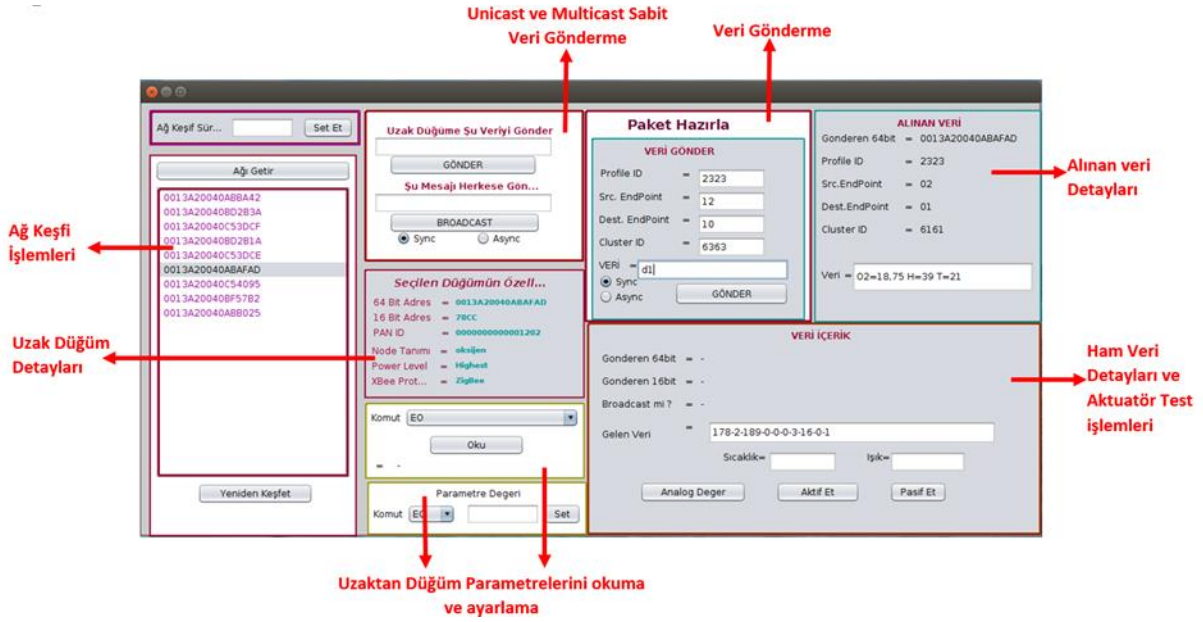 Unicast ve Multicast Sabit
Veri Gönderme
Veri Gönderme
Ağ Keşif Sür...
Set Et
Ağı Getir
0013A20040ABBA42
0013A20040BD2B3A
0013A20040C53DCF
0013A20040BD2B1A
0013A20040C53DCE
0013A20040ABAFAD
0013A20040C54095
0013A20040BF57B2
0013A20040ABB025
Yeniden Keşfet
Ağ Keşfi
İşlemleri
Uzak Düğüm
Detayları
Uzak Düğüme Şu Veriyi Gönder
GÖNDER
Şu Mesajı Herkese Gön...
BROADCAST
Sync Async
Seçilen Düğümün Özell...
64 Bit Adres = 0013A20040ABAFAD
16 Bit Adres = 78CC
PAN ID = 0000000000001202
Node Tanımı = oksijen
Power Level = Highest
XBee Prot... = ZigBee
Komut EO
Oku
= -
Parametre Degeri
Komut EO Set
Paket Hazırla
VERİ GÖNDER
Profile ID = 2323
Src. EndPoint = 12
Dest. EndPoint = 10
Cluster ID = 6363
VERİ = d1
Sync
Async
GÖNDER
ALINAN VERİ
Gonderen 64bit = 0013A20040ABAFAD
Profile ID = 2323
Src.EndPoint = 02
Dest.EndPoint = 01
Cluster ID = 6161
Veri = O2=18,75 H=39 T=21
Alınan veri
Detayları
VERİ İÇERİK
Gonderen 64bit = -
Gonderen 16bit = -
Broadcast mi ? = -
Gelen Veri = 178-2-189-0-0-0-3-16-0-1
Sıcaklık= Işık=
Analog Deger Aktif Et Pasif Et
Ham Veri
Detayları ve
Aktuatör Test
işlemleri
Uzaktan Düğüm Parametrelerini okuma
ve ayarlama